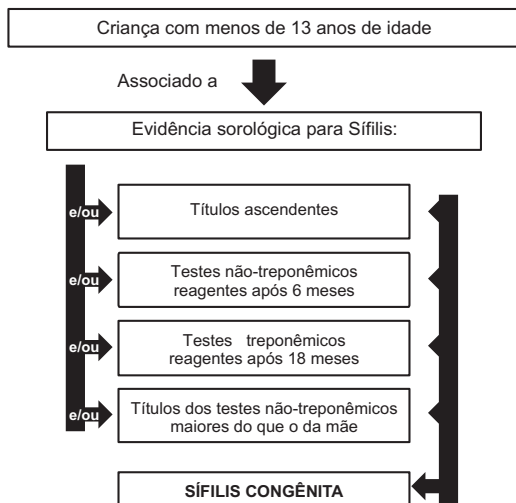 Criança com menos de 13 anos de idade
Associado a
Evidência sorológica para Sífilis:
e/ou
Títulos ascendentes
e/ou
Testes não-treponêmicos
reagentes após 6 meses
e/ou
Testes treponêmicos
reagentes após 18 meses
e/ou
Títulos dos testes não-treponêmicos
maiores do que o da mãe
SÍFILIS CONGÊNITA